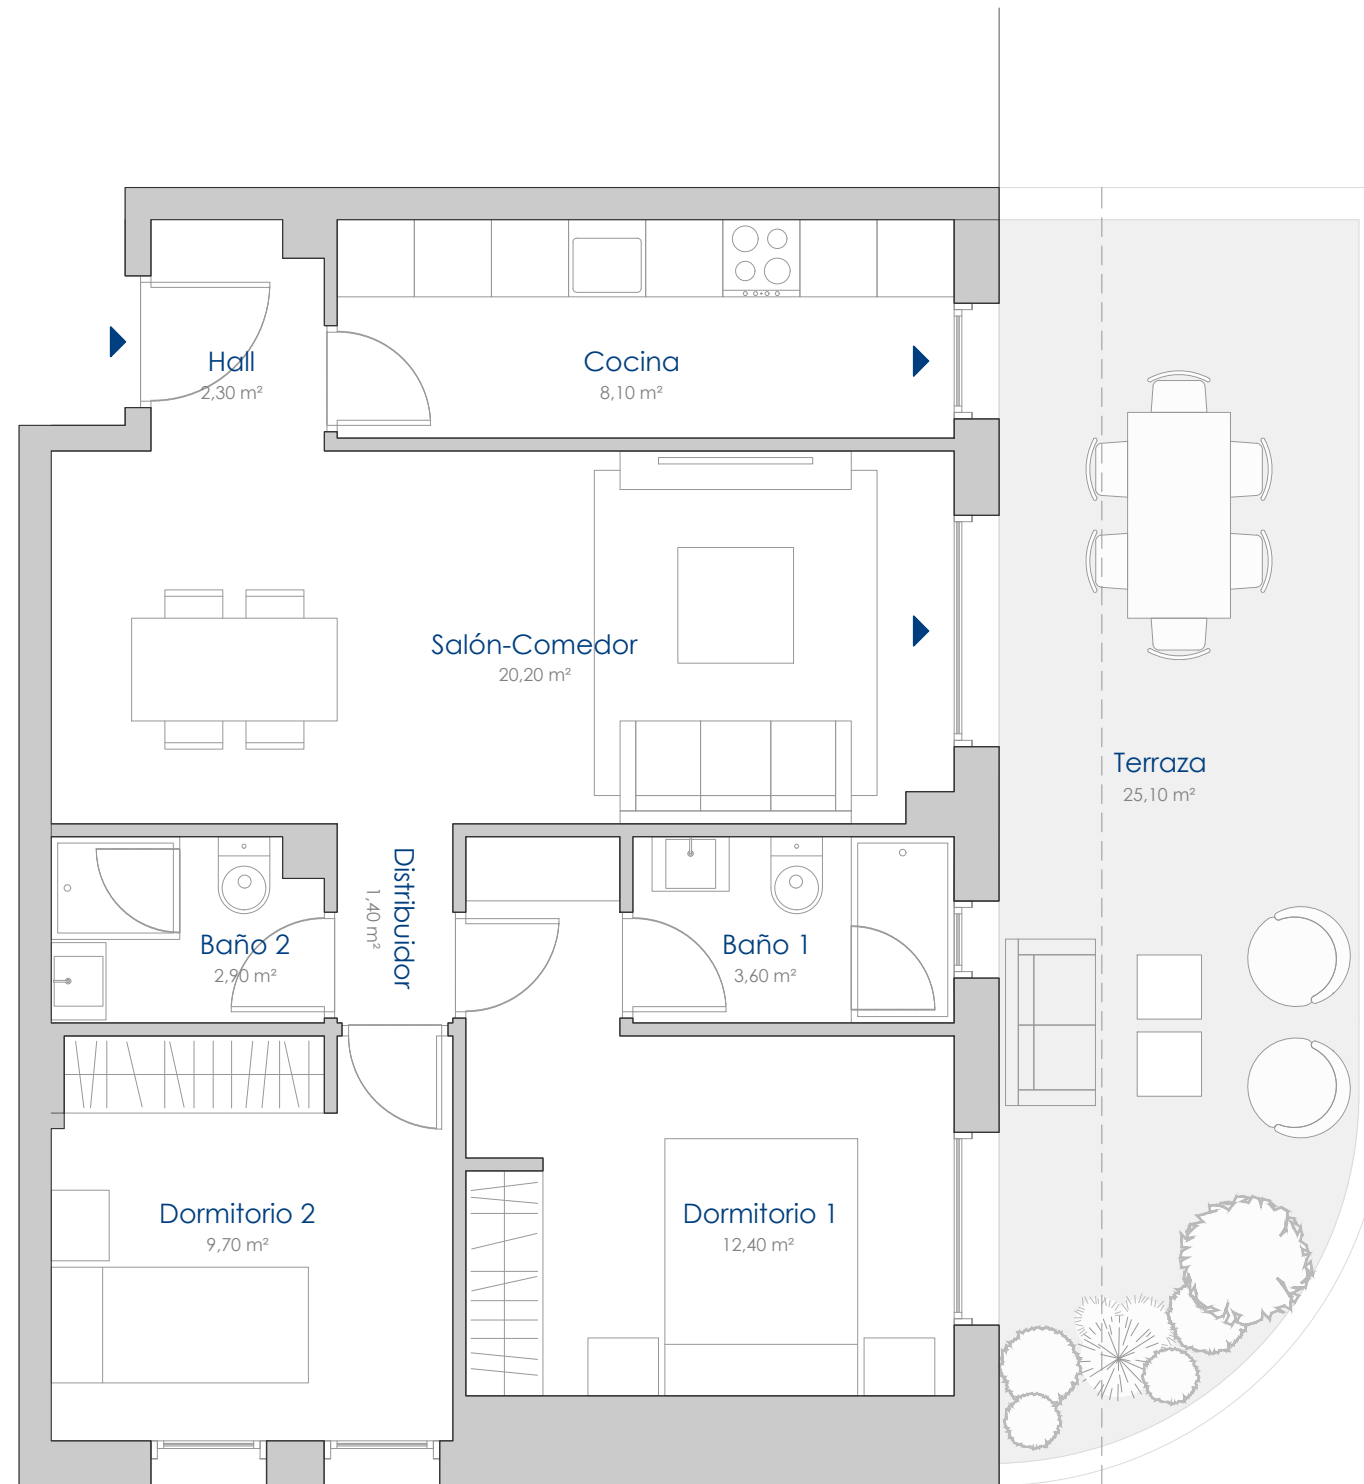 Hall
2,30 m²
Cocina
8,10 m²
Salón-Comedor
20,20 m²
Terraza
25,10 m²
Distribuidor
1,40 m²
Baño 2
2,90 m²
Baño 1
3,60 m²
Dormitorio 2
9,70 m²
Dormitorio 1
12,40 m²